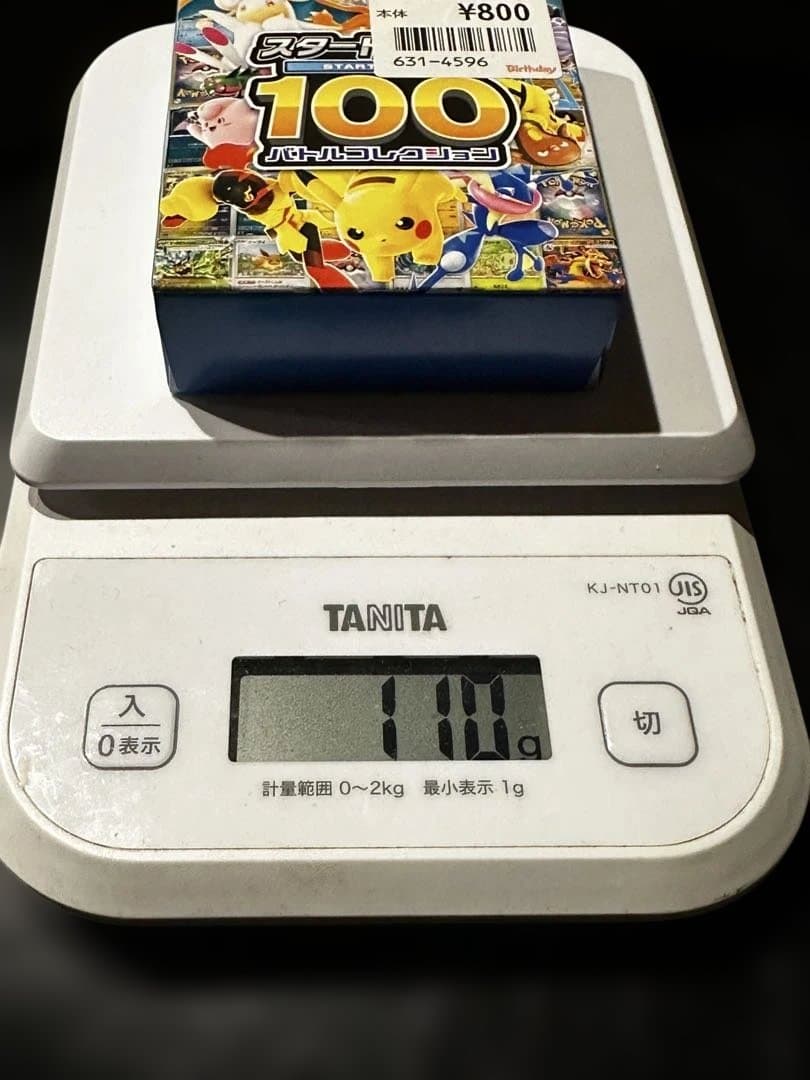 本体 ¥800
631-4596
Birthday
スタート
START
100
バトルコレクション
KJ-NT01 JIS
JQA
TANITA
入
0表示
110g
切
計量範囲 0～2kg 最小表示 1g